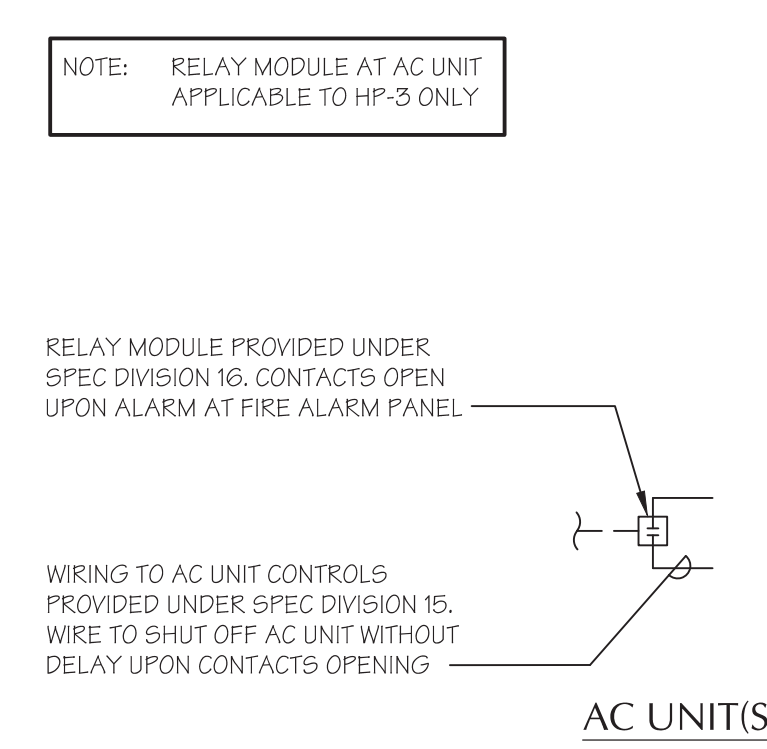 NOTE: RELAY MODULE AT AC UNIT
APPLICABLE TO HP-3 ONLY
RELAY MODULE PROVIDED UNDER
SPEC DIVISION 16. CONTACTS OPEN
UPON ALARM AT FIRE ALARM PANEL
WIRING TO AC UNIT CONTROLS
PROVIDED UNDER SPEC DIVISION 15.
WIRE TO SHUT OFF AC UNIT WITHOUT
DELAY UPON CONTACTS OPENING
AC UNIT(S